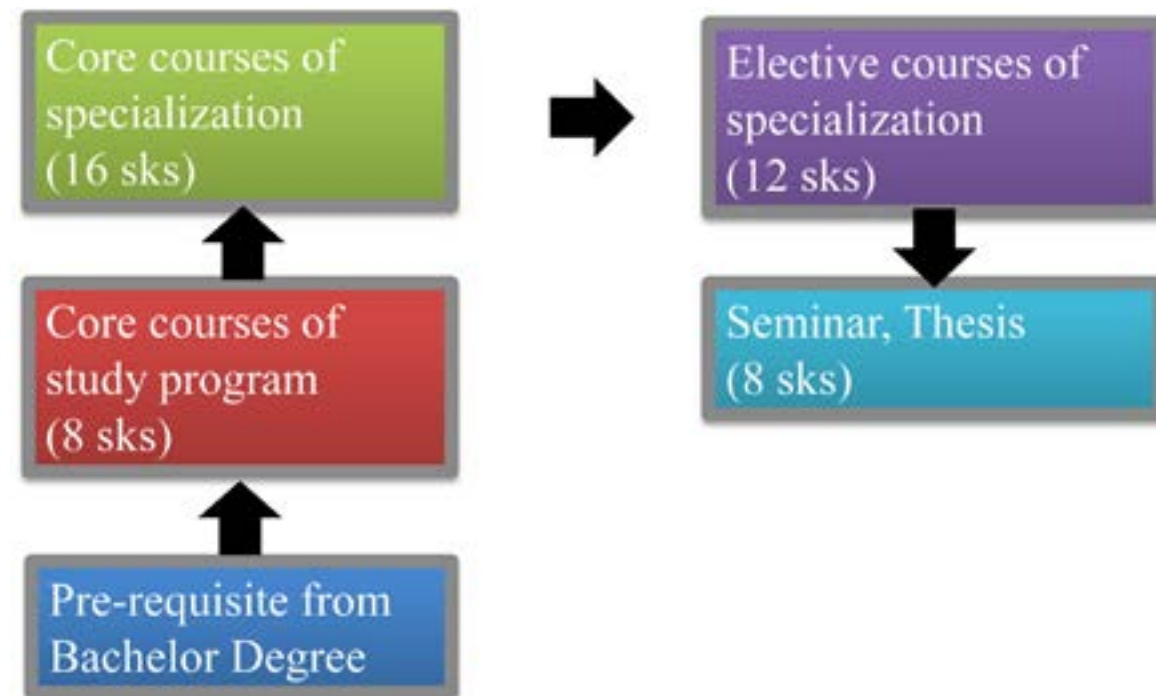 Core courses of
specialization
(16 sks)
Elective courses of
specialization
(12 sks)
Core courses of
study program
(8 sks)
Seminar, Thesis
(8 sks)
Pre-requisite from
Bachelor Degree